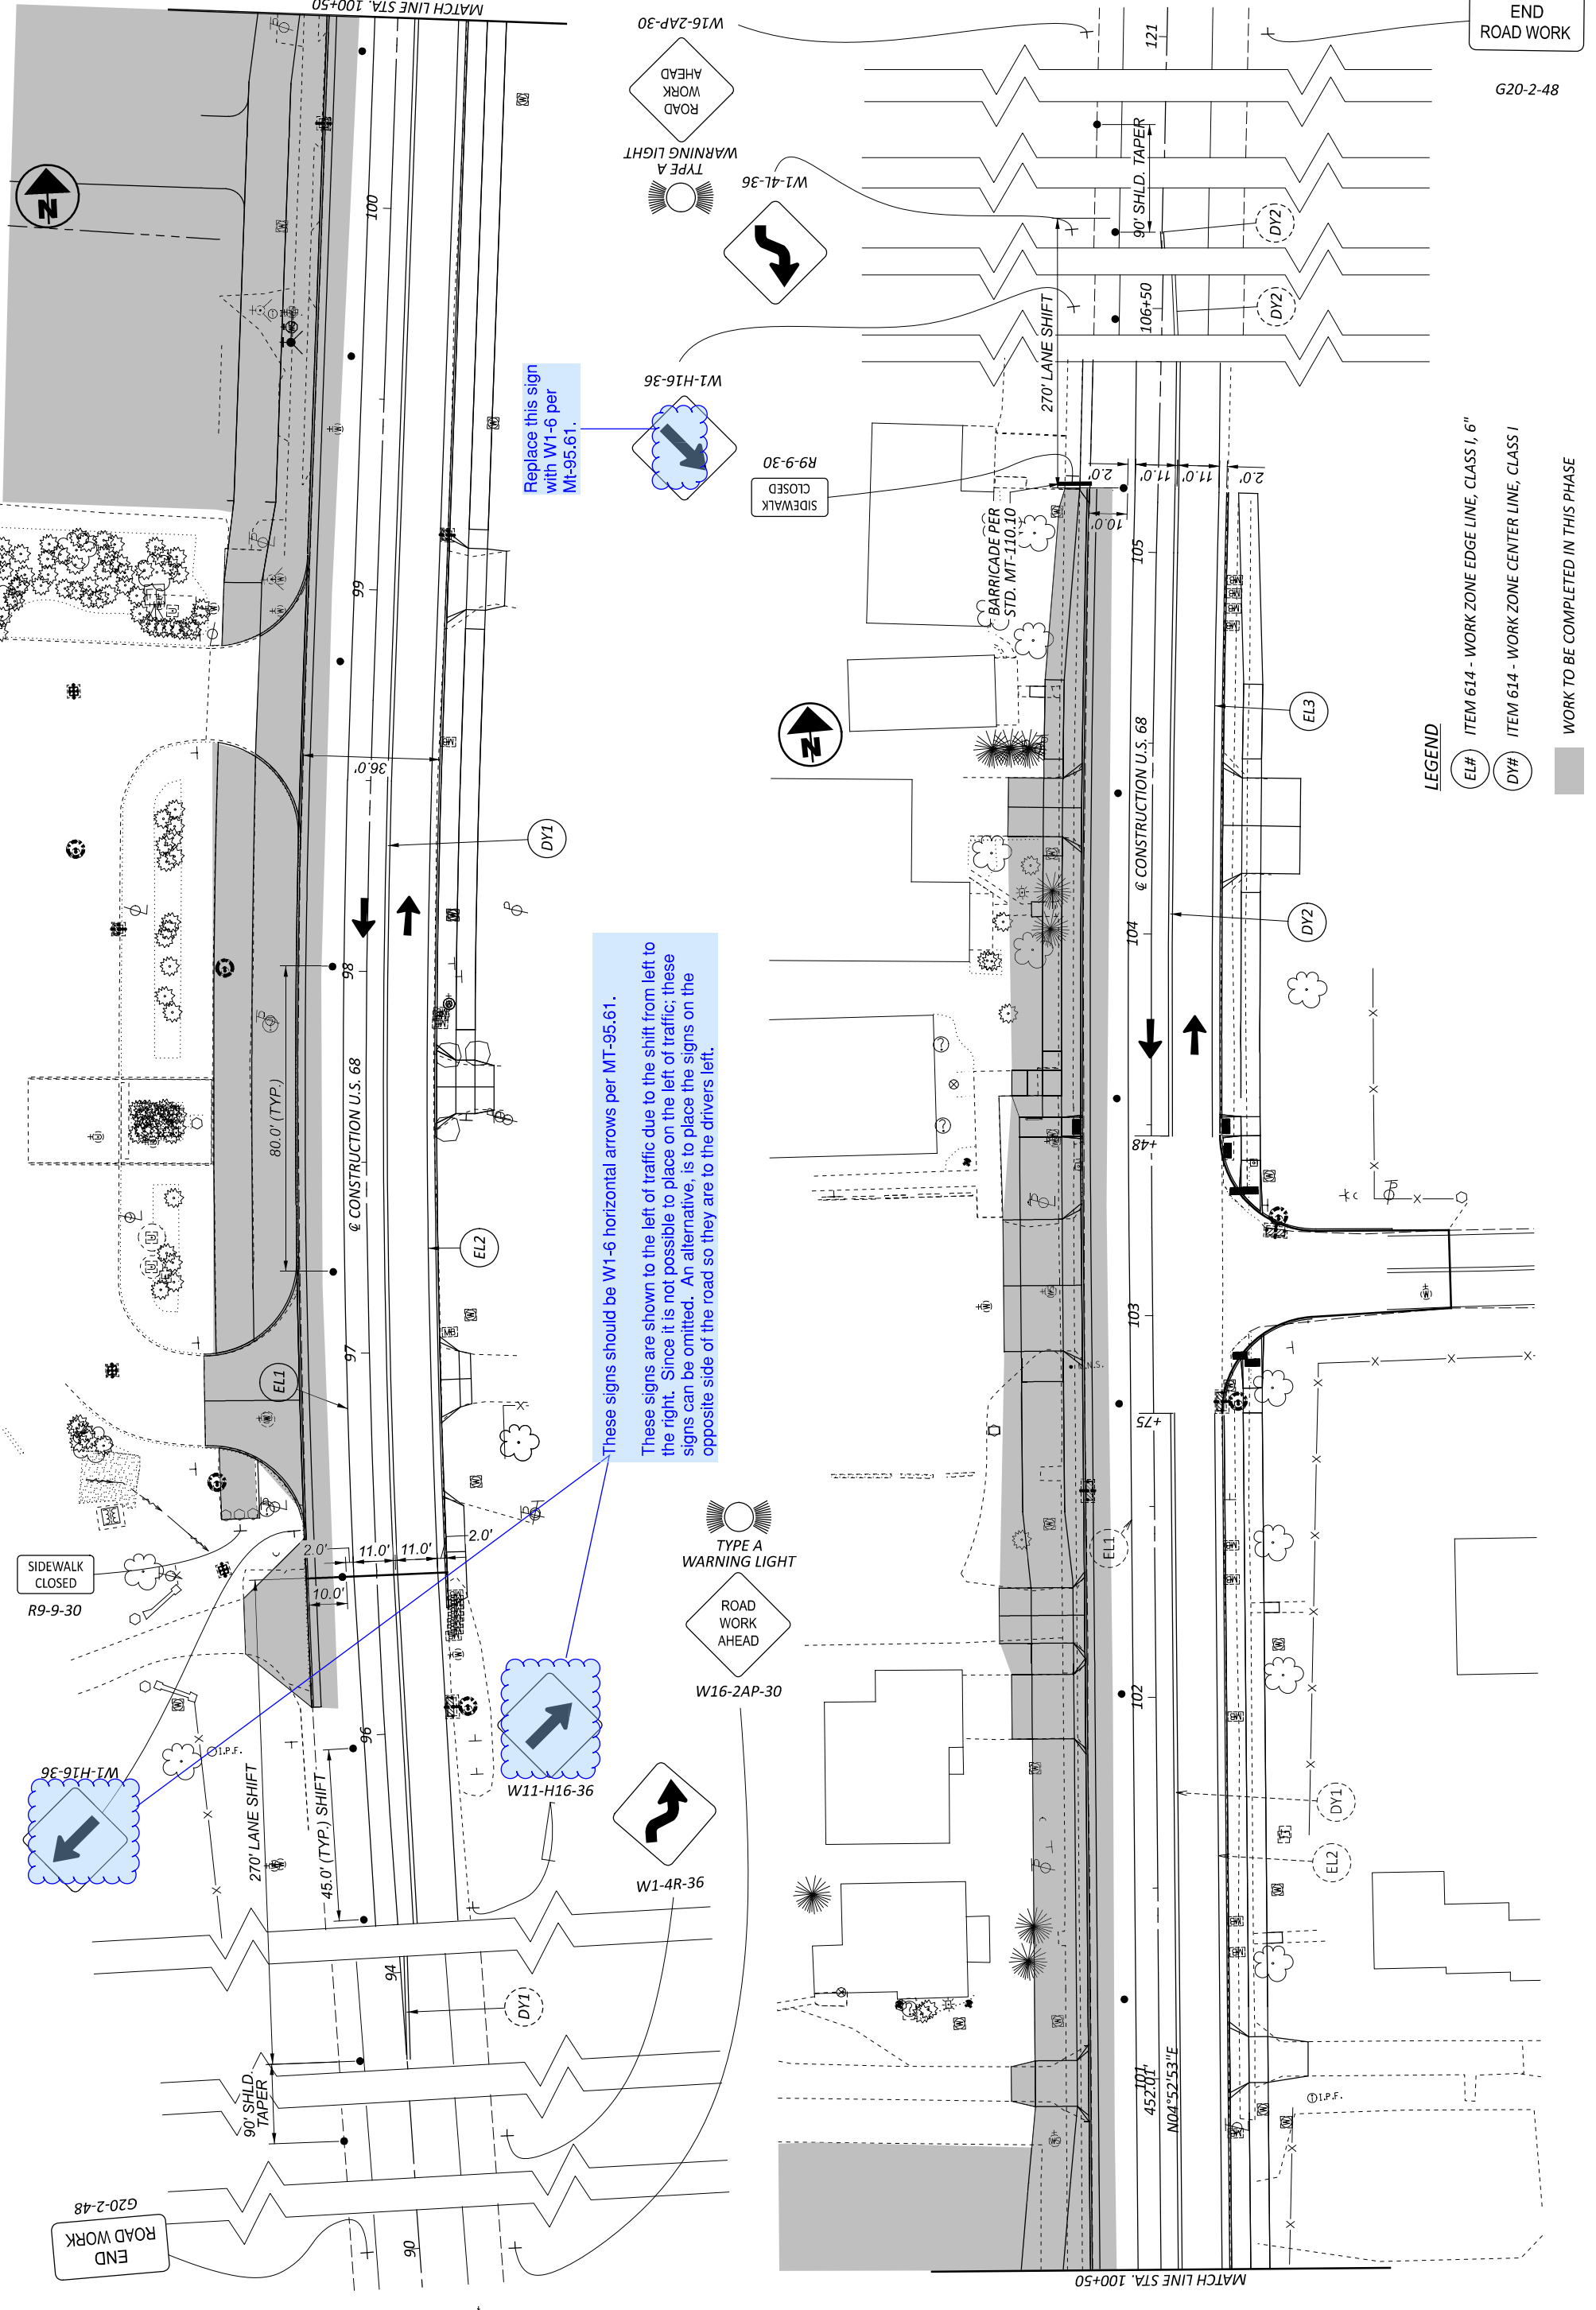 MATCH LINE STA. 100+50
N
100
99
36.0'
DY1
98
80.0' (TYP.)
℄ CONSTRUCTION U.S. 68
EL2
97
EL1
SIDEWALK
CLOSED
R9-9-30
2.0'
11.0'
11.0'
2.0'
10.0'
96
I.P.F.
W1-H16-36
270' LANE SHIFT
45.0' (TYP.) SHIFT
W11-H16-36
W1-4R-36
94
DY1
90' SHLD.
TAPER
90
G20-2-48
END
ROAD WORK
These signs should be W1-6 horizontal arrows per MT-95.61.
These signs are shown to the left of traffic due to the shift from left to
the right.  Since it is not possible to place on the left of traffic; these
signs can be omitted.  An alternative, is to place the signs on the
opposite side of the road so they are to the drivers left.
TYPE A
WARNING LIGHT
ROAD
WORK
AHEAD
W16-2AP-30
W16-2AP-30
ROAD
WORK
AHEAD
TYPE A
WARNING LIGHT
W1-4L-36
W1-H16-36
Replace this sign
with W1-6 per
Mt-95.61.
R9-9-30
SIDEWALK
CLOSED
END
ROAD WORK
G20-2-48
121
90' SHLD. TAPER
DY2
270' LANE SHIFT
106+50
DY2
2.0'
11.0'
11.0'
2.0'
10.0'
BARRICADE PER
STD. MT-110.10
105
N
℄ CONSTRUCTION U.S. 68
EL3
104
DY2
+48
103
+75
EL1
102
DY1
EL2
101
452.01'
N04°52'53"E
I.P.F.
MATCH LINE STA. 100+50
LEGEND
EL# ITEM 614 - WORK ZONE EDGE LINE, CLASS I, 6"
DY# ITEM 614 - WORK ZONE CENTER LINE, CLASS I
WORK TO BE COMPLETED IN THIS PHASE